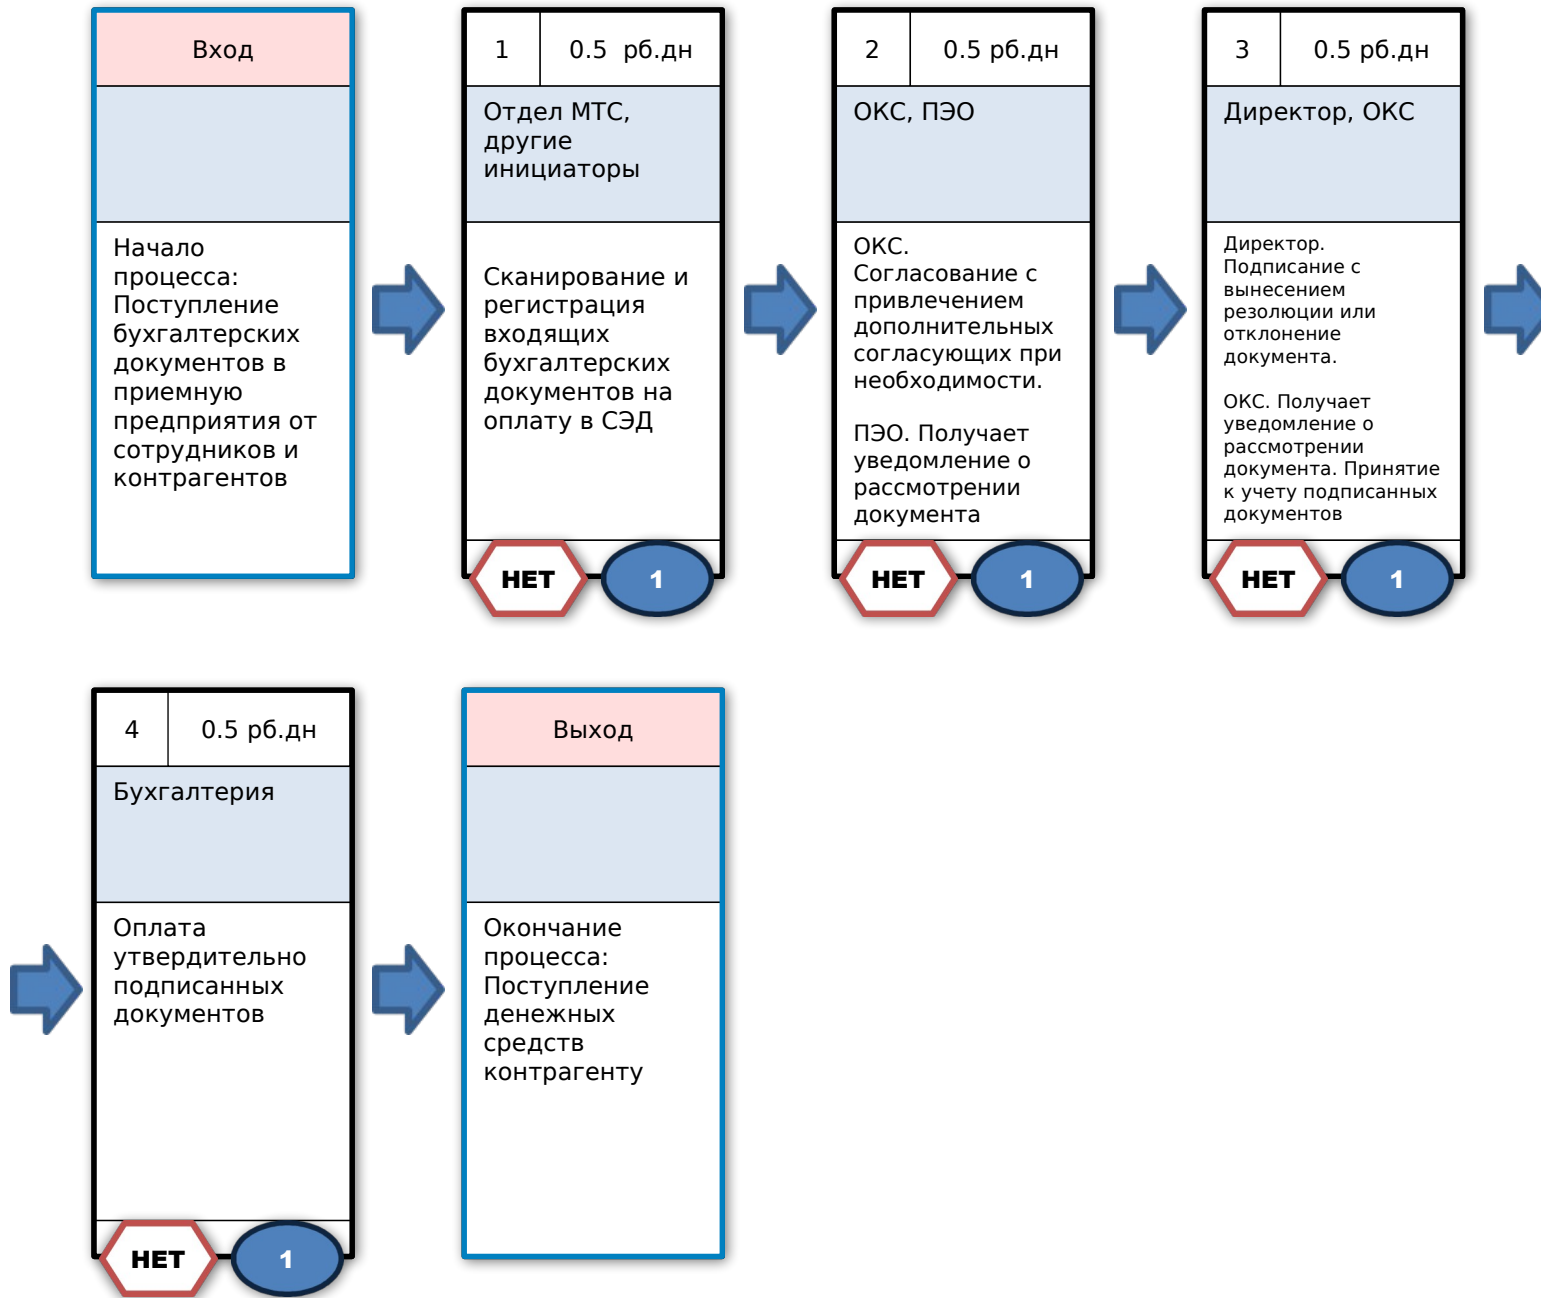 Вход
Начало
процесса:
Поступление
бухгалтерских
документов в
приемную
предприятия от
сотрудников и
контрагентов
1
0.5 рб.дн
Отдел МТС,
другие
инициаторы
Сканирование и
регистрация
входящих
бухгалтерских
документов на
оплату в СЭД
НЕТ
1
2
0.5 рб.дн
ОКС, ПЭО
ОКС.
Согласование с
привлечением
дополнительных
согласующих при
необходимости.
ПЭО. Получает
уведомление о
рассмотрении
документа
НЕТ
1
3
0.5 рб.дн
Директор, ОКС
Директор.
Подписание с
вынесением
резолюции или
отклонение
документа.
ОКС. Получает
уведомление о
рассмотрении
документа. Принятие
к учету подписанных
документов
НЕТ
1
4
0.5 рб.дн
Бухгалтерия
Оплата
утвердительно
подписанных
документов
НЕТ
1
Выход
Окончание
процесса:
Поступление
денежных
средств
контрагенту